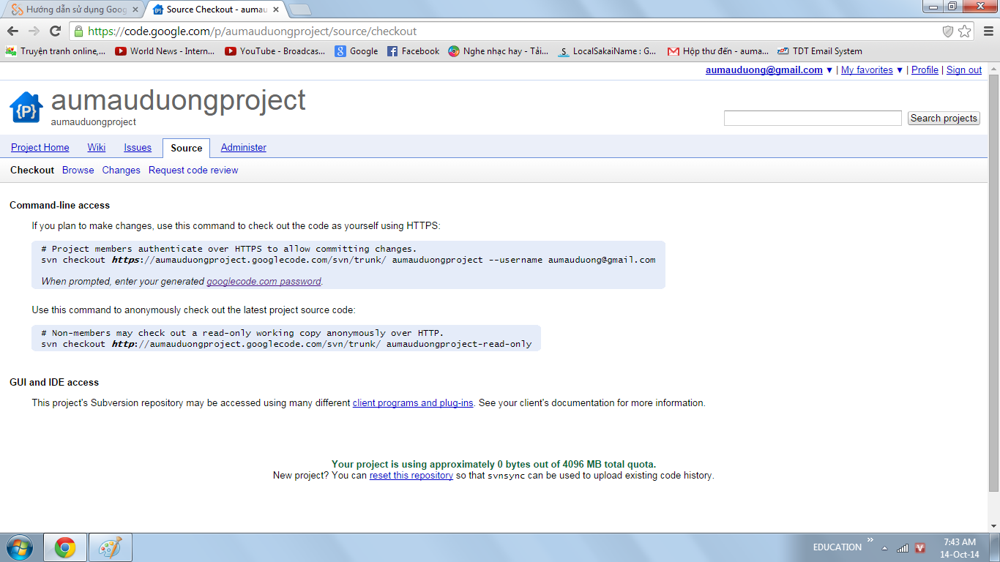 Hướng dẫn sử dụng Goog
Source Checkout - aumau
https://code.google.com/p/aumauduongproject/source/checkout
Truyện tranh online,... World News - Intern... YouTube - Broadcas... Google Facebook Nghe nhạc hay - Tải... LocalSakaiName : G... Hộp thư đến - auma... TDT Email System
aumauduong@gmail.com ▼ | My favorites ▼ | Profile | Sign out
{P}
aumauduongproject
aumauduongproject
Search projects
Project Home Wiki Issues Source Administer
Checkout Browse Changes Request code review
Command-line access
If you plan to make changes, use this command to check out the code as yourself using HTTPS:
# Project members authenticate over HTTPS to allow committing changes.
svn checkout https://aumauduongproject.googlecode.com/svn/trunk/ aumauduongproject --username aumauduong@gmail.com
When prompted, enter your generated googlecode.com password.
Use this command to anonymously check out the latest project source code:
# Non-members may check out a read-only working copy anonymously over HTTP.
svn checkout http://aumauduongproject.googlecode.com/svn/trunk/ aumauduongproject-read-only
GUI and IDE access
This project's Subversion repository may be accessed using many different client programs and plug-ins. See your client's documentation for more information.
Your project is using approximately 0 bytes out of 4096 MB total quota.
New project? You can reset this repository so that svnsync can be used to upload existing code history.
EDUCATION
7:43 AM
14-Oct-14